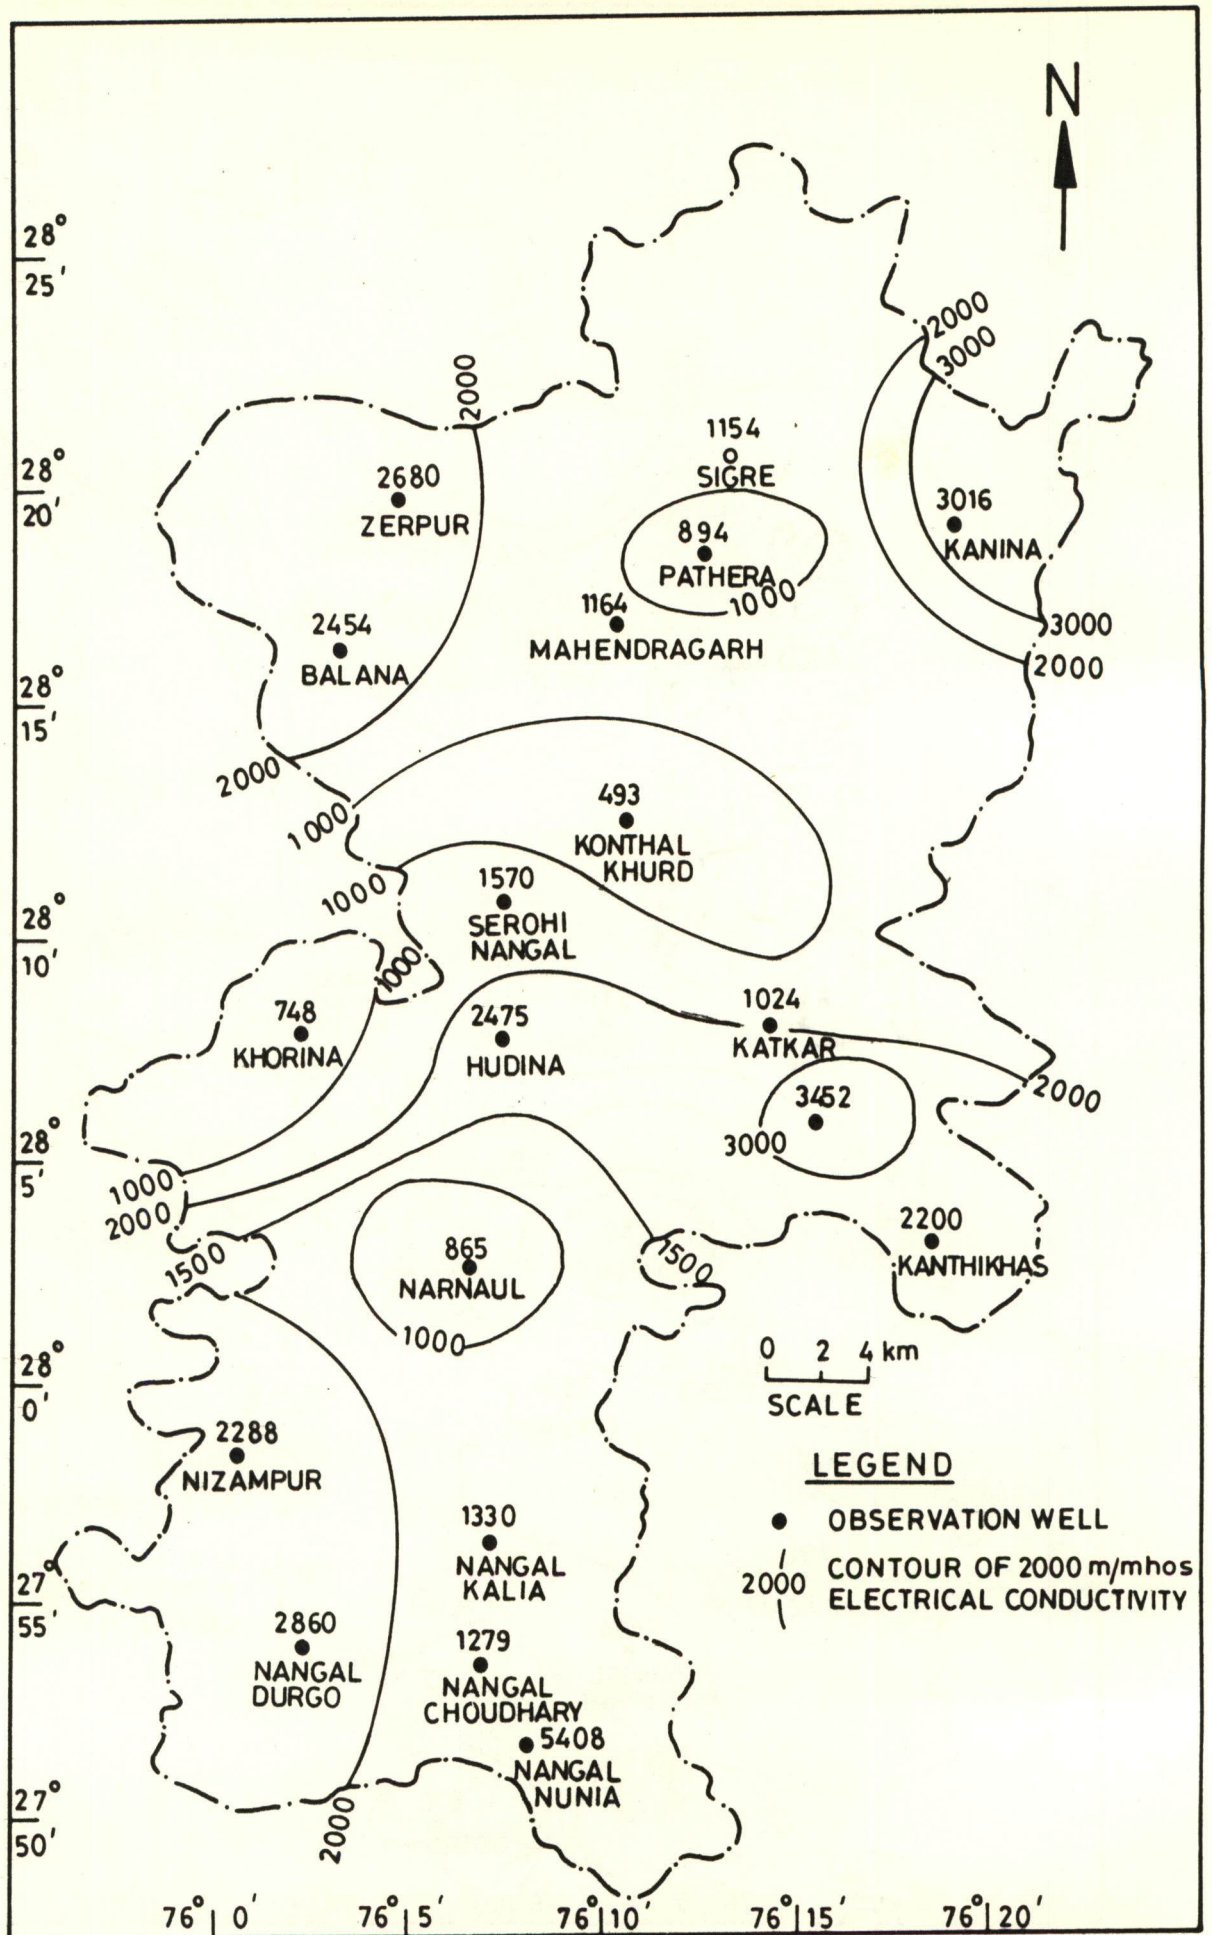 N
28°
25'
2000
3000
2000
1154
SIGRE
28°
20'
2680
ZERPUR
3016
KANINA
894
PATHERA
1000
1164
MAHENDRAGARH
2454
BALANA
3000
2000
28°
15'
2000
1000
493
KONTHAL
KHURD
1000
1570
SEROHI
NANGAL
28°
10'
1000
748
KHORINA
2475
HUDINA
1024
KATKAR
2000
3452
3000
28°
5'
1000
2000
1500
2200
KANTHIKHAS
865
NARNAUL
1500
1000
28°
0'
0 2 4 km
SCALE
2288
NIZAMPUR
LEGEND
OBSERVATION WELL
2000
CONTOUR OF 2000 m/mhos
ELECTRICAL CONDUCTIVITY
1330
NANGAL
KALIA
27°
55'
2860
NANGAL
DURGO
1279
NANGAL
CHOUDHARY
5408
NANGAL
NUNIA
27°
50'
2000
76° 0' 76° 5' 76° 10' 76° 15' 76° 20'